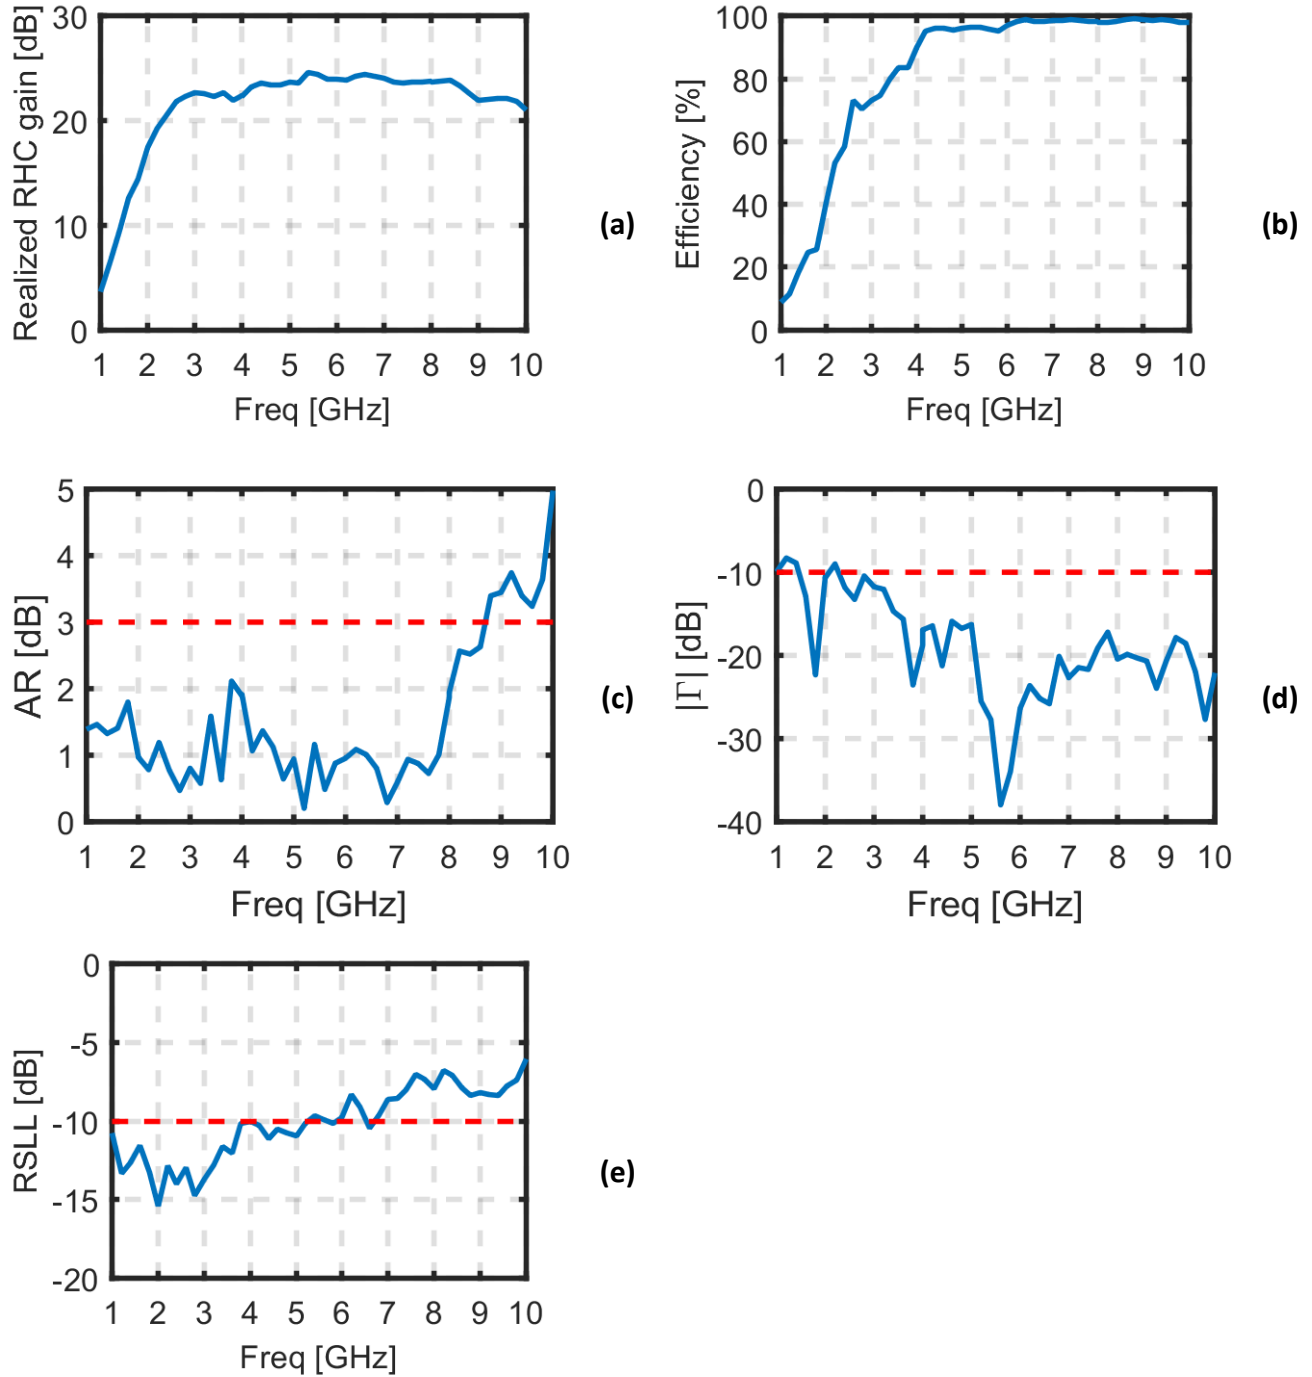 Realized RHC gain [dB]
30
20
10
0
1 2 3 4 5 6 7 8 9 10
Freq [GHz]
(a)
Efficiency [%]
100
80
60
40
20
0
1 2 3 4 5 6 7 8 9 10
Freq [GHz]
(b)
AR [dB]
5
4
3
2
1
0
1 2 3 4 5 6 7 8 9 10
Freq [GHz]
(c)
|Γ| [dB]
0
-10
-20
-30
-40
1 2 3 4 5 6 7 8 9 10
Freq [GHz]
(d)
RSLL [dB]
0
-5
-10
-15
-20
1 2 3 4 5 6 7 8 9 10
Freq [GHz]
(e)